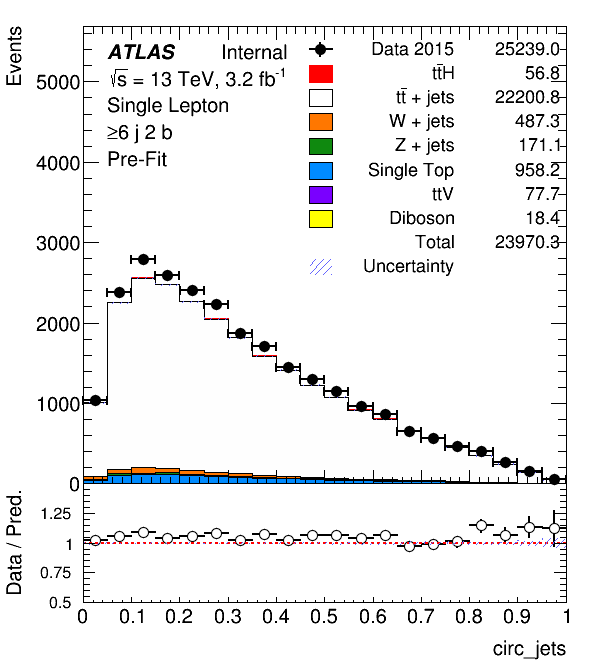 Events
ATLAS Internal
√s = 13 TeV, 3.2 fb⁻¹
Single Lepton
≥6 j 2 b
Pre-Fit
Data 2015 25239.0
tt̄H 56.8
tt̄ + jets 22200.8
W + jets 487.3
Z + jets 171.1
Single Top 958.2
ttV 77.7
Diboson 18.4
Total 23970.3
Uncertainty
5000
4000
3000
2000
1000
0
Data / Pred.
1.25
1
0.75
0.5
0 0.1 0.2 0.3 0.4 0.5 0.6 0.7 0.8 0.9 1
circ_jets